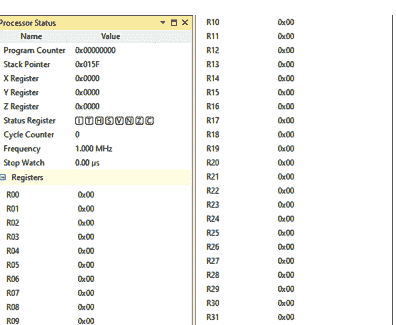 Processor Status
Name Value
Program Counter 0x00000000
Stack Pointer 0x015F
X Register 0x0000
Y Register 0x0000
Z Register 0x0000
Status Register I T H S V N Z C
Cycle Counter 0
Frequency 1.000 MHz
Stop Watch 0.00 µs
Registers
R00 0x00
R01 0x00
R02 0x00
R03 0x00
R04 0x00
R05 0x00
R06 0x00
R07 0x00
R08 0x00
R09 0x00
R10 0x00
R11 0x00
R12 0x00
R13 0x00
R14 0x00
R15 0x00
R16 0x00
R17 0x00
R18 0x00
R19 0x00
R20 0x00
R21 0x00
R22 0x00
R23 0x00
R24 0x00
R25 0x00
R26 0x00
R27 0x00
R28 0x00
R29 0x00
R30 0x00
R31 0x00